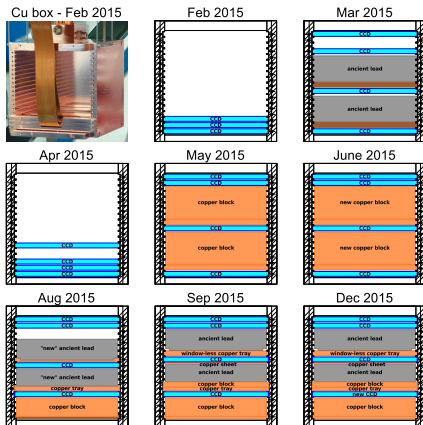 Cu box - Feb 2015
Feb 2015
CCD
CCD
CCD
Mar 2015
CCD
CCD
ancient lead
CCD
ancient lead
CCD
Apr 2015
CCD
CCD
CCD
CCD
May 2015
CCD
CCD
copper block
CCD
copper block
CCD
June 2015
CCD
CCD
new copper block
CCD
new copper block
CCD
Aug 2015
CCD
CCD
"new" ancient lead
CCD
"new" ancient lead
copper tray
CCD
copper block
Sep 2015
CCD
CCD
ancient lead
window-less copper tray
CCD
copper sheet
ancient lead
copper block
copper tray
CCD
copper block
Dec 2015
CCD
CCD
ancient lead
window-less copper tray
CCD
copper sheet
ancient lead
copper block
copper tray
new CCD
copper block